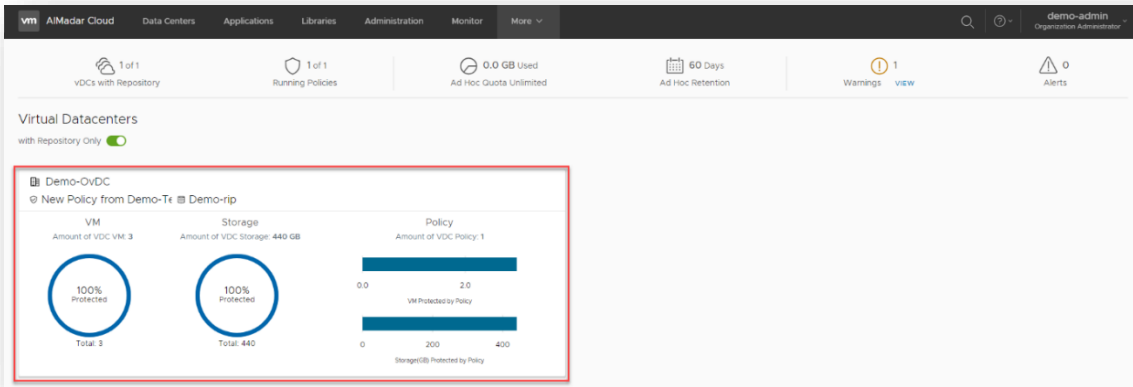 vm AlMadar Cloud Data Centers Applications Libraries Administration Monitor More demo-admin
Organization Administrator
1 of 1 1 of 1 0.0 GB Used 60 Days 1 0
vDCs with Repository Running Policies Ad Hoc Quota Unlimited Ad Hoc Retention Warnings VIEW Alerts
Virtual Datacenters
with Repository Only
Demo-OvDC
New Policy from Demo-Te Demo-rip
VM Storage Policy
Amount of VDC VM: 3 Amount of VDC Storage: 440 GB Amount of VDC Policy: 1
100% 100%
Protected Protected
0.0 2.0
VM Protected by Policy
Total: 3 Total: 440
0 200 400
Storage(GB) Protected by Policy